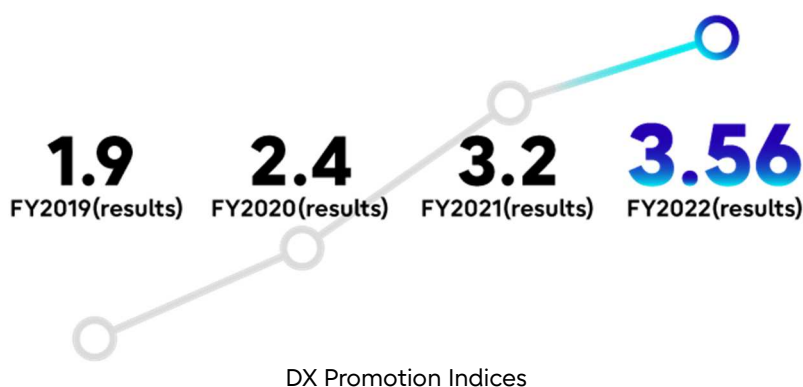 1.9 2.4 3.2 3.56
FY2019(results) FY2020(results) FY2021(results) FY2022(results)
DX Promotion Indices